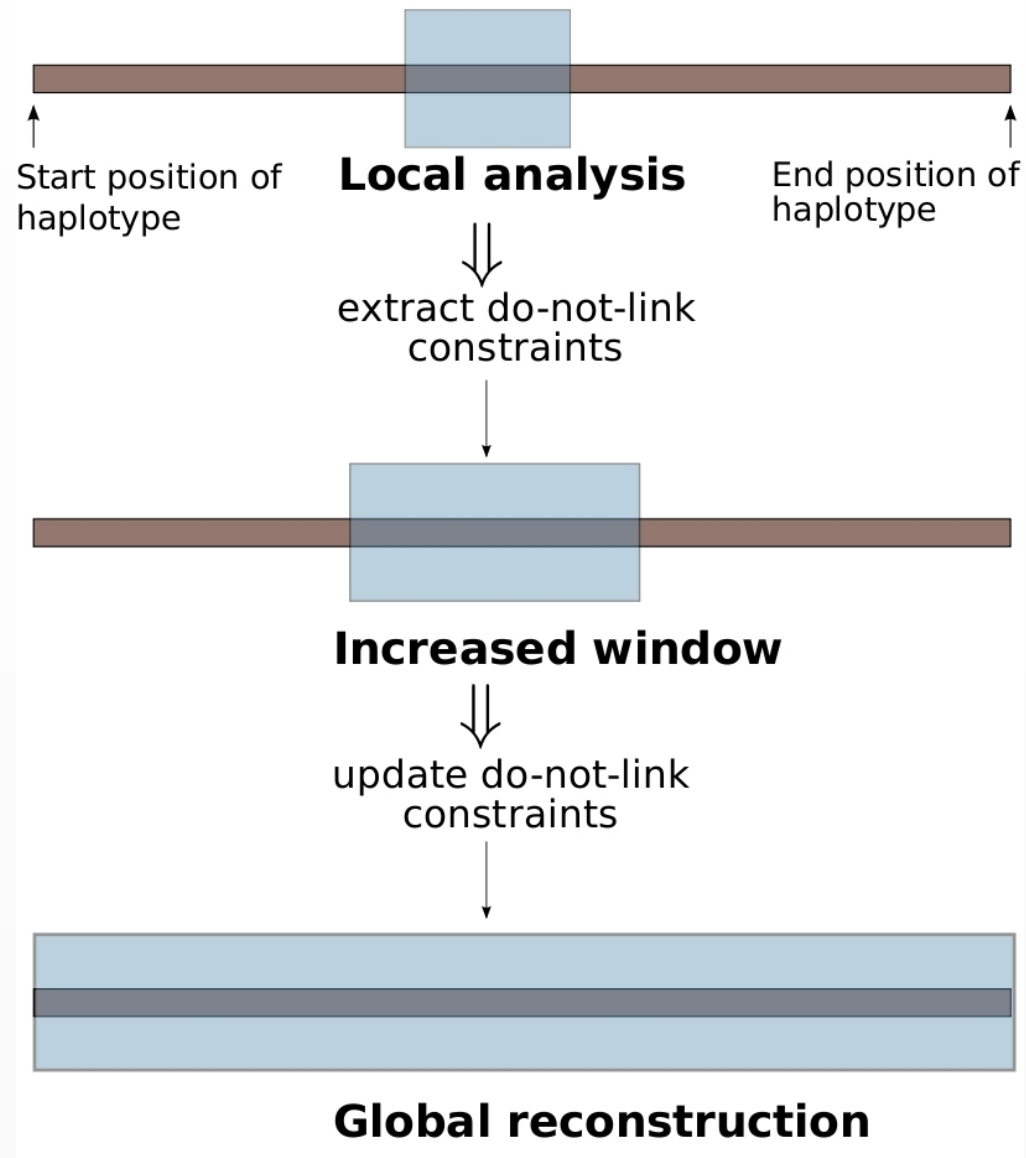 Start position of
haplotype
Local analysis
End position of
haplotype
extract do-not-link
constraints
Increased window
update do-not-link
constraints
Global reconstruction